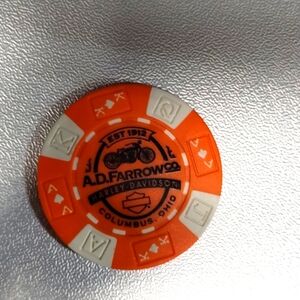 EST 1912
A.D. FARROW CO.
HARLEY-DAVIDSON
COLUMBUS, OHIO